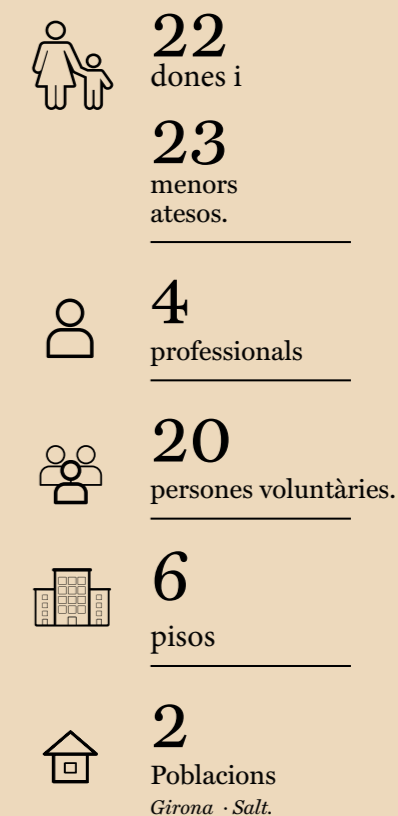 22
dones i
23
menors
atesos.
4
professionals
20
persones voluntàries.
6
pisos
2
Poblacions
Girona · Salt.